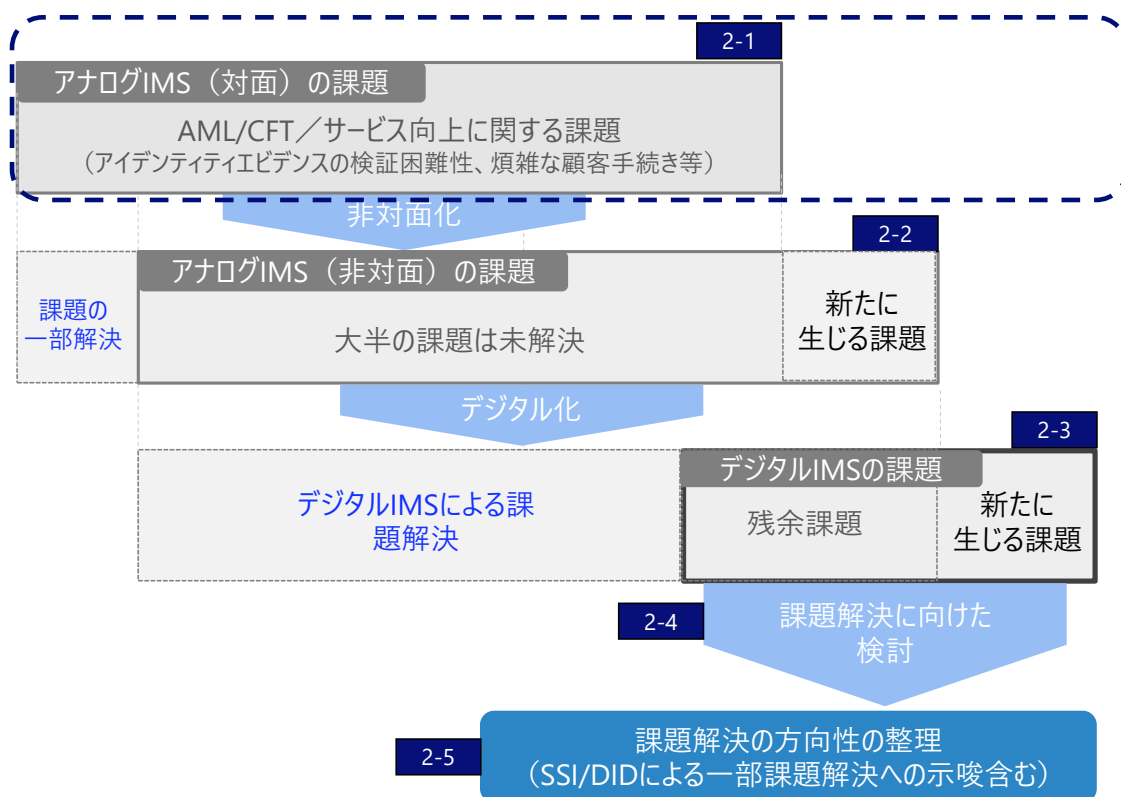 2-1
アナログIMS（対面）の課題
AML/CFT／サービス向上に関する課題
（アイデンティティエビデンスの検証困難性、煩雑な顧客手続き等）
非対面化
2-2
アナログIMS（非対面）の課題
課題の
一部解決
大半の課題は未解決
新たに
生じる課題
デジタル化
2-3
デジタルIMSの課題
デジタルIMSによる課
題解決
残余課題
新たに
生じる課題
2-4
課題解決に向けた
検討
2-5
課題解決の方向性の整理
（SSI/DIDによる一部課題解決への示唆含む）